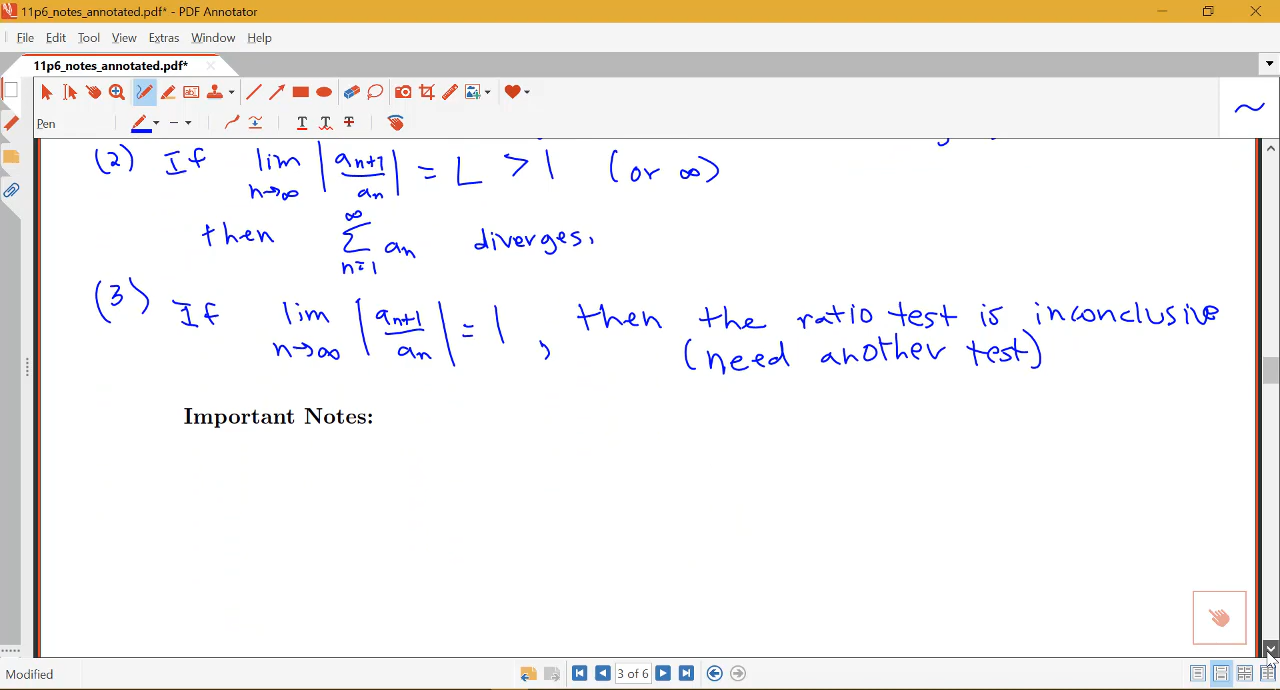 11p6_notes_annotated.pdf* - PDF Annotator
File Edit Tool View Extras Window Help
11p6_notes_annotated.pdf*
Pen
(2) If lim n→∞ |aₙ₊₁/aₙ| = L > 1 (or ∞)
then ∑ₙ₌₁^∞ aₙ diverges.
(3) If lim n→∞ |aₙ₊₁/aₙ| = 1, then the ratio test is inconclusive
(need another test)
Important Notes:
Modified
3 of 6